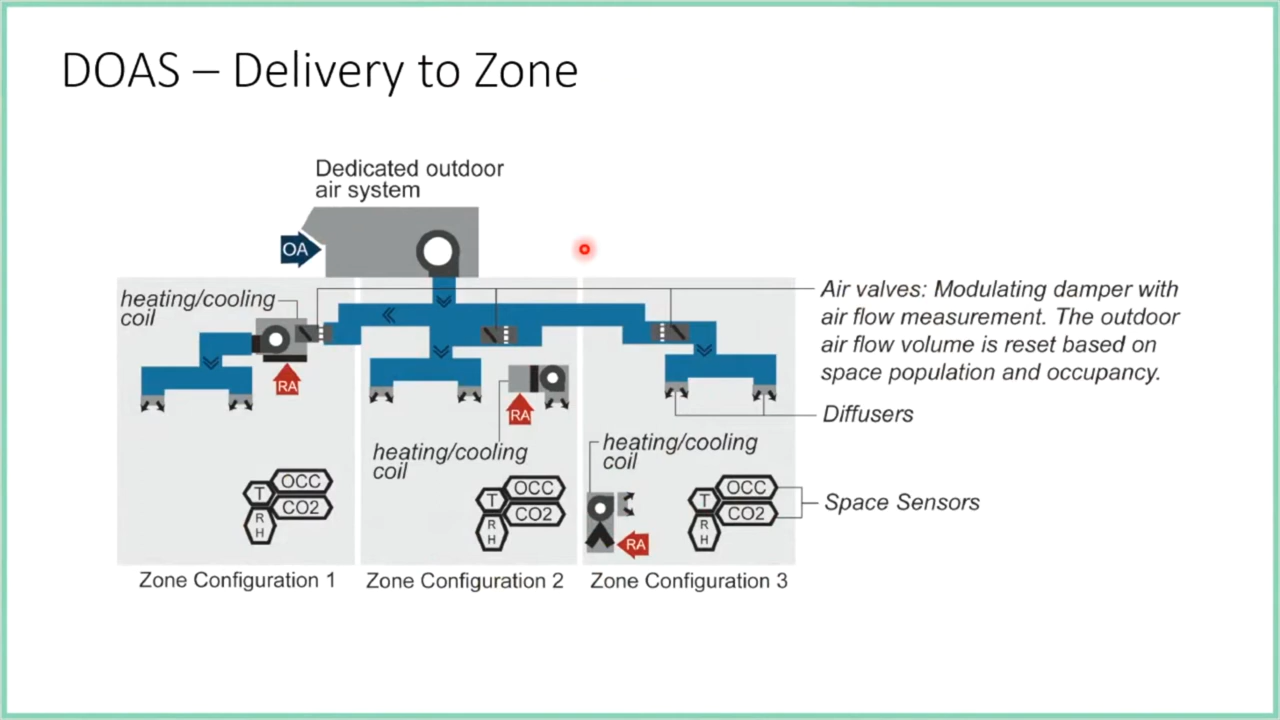 DOAS – Delivery to Zone
Dedicated outdoor
air system
OA
heating/cooling
coil
RA
Air valves: Modulating damper with
air flow measurement. The outdoor
air flow volume is reset based on
space population and occupancy.
Diffusers
RA
heating/cooling
coil
heating/cooling
coil
RA
T
OCC
CO2
R
H
T
OCC
CO2
R
H
T
OCC
CO2
R
H
Space Sensors
Zone Configuration 1
Zone Configuration 2
Zone Configuration 3